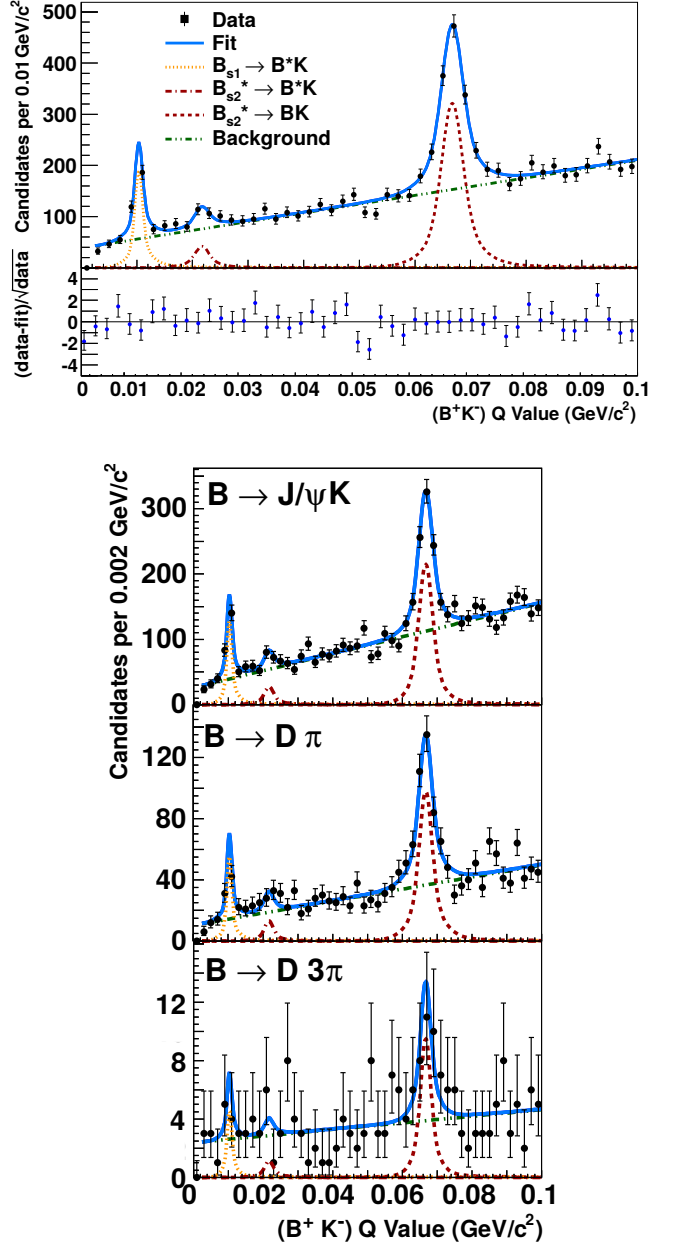 Candidates per 0.01 GeV/c²
500
400
300
200
100
Data
Fit
B_s1 → B*K
B_s2* → B*K
B_s2* → BK
Background
(data-fit)/√data
4
2
0
-2
-4
0 0.01 0.02 0.03 0.04 0.05 0.06 0.07 0.08 0.09 0.1
(B⁺K⁻) Q Value (GeV/c²)
Candidates per 0.002 GeV/c²
B → J/ψ K
300
200
100
0
B → D π
120
80
40
0
B → D 3π
12
8
4
0
0 0.02 0.04 0.06 0.08 0.1
(B⁺ K⁻) Q Value (GeV/c²)